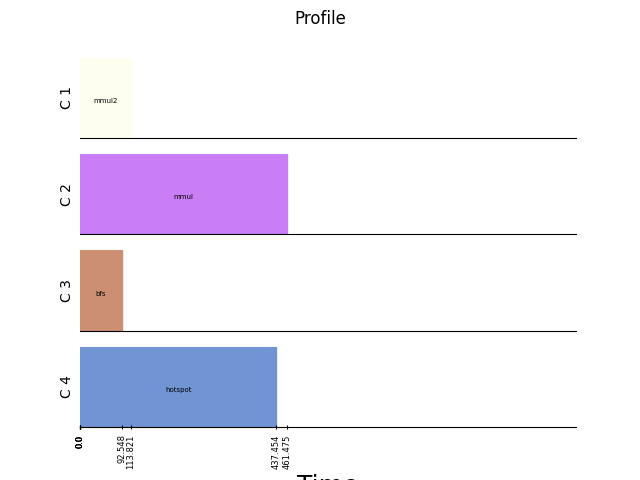 Profile
C 1
mmul2
C 2
mmul
C 3
bfs
C 4
hotspot
0.0
92.548
113.821
437.454
461.475
Time